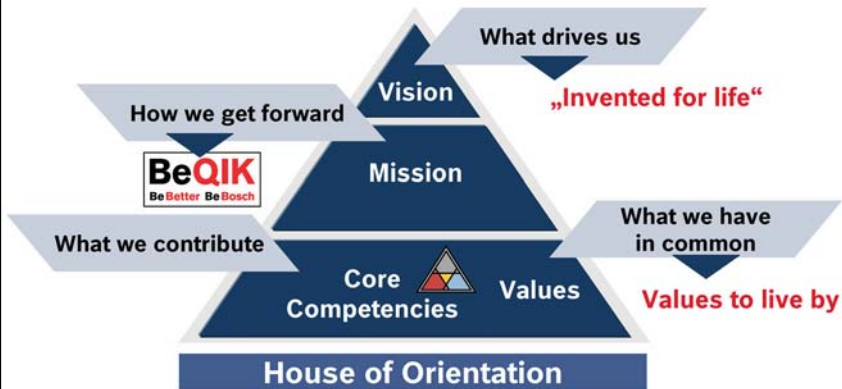 What drives us
Vision
„Invented for life“
How we get forward
BeQIK
Be Better Be Bosch
Mission
What we contribute
What we have
in common
Core
Competencies
Values
Values to live by
House of Orientation